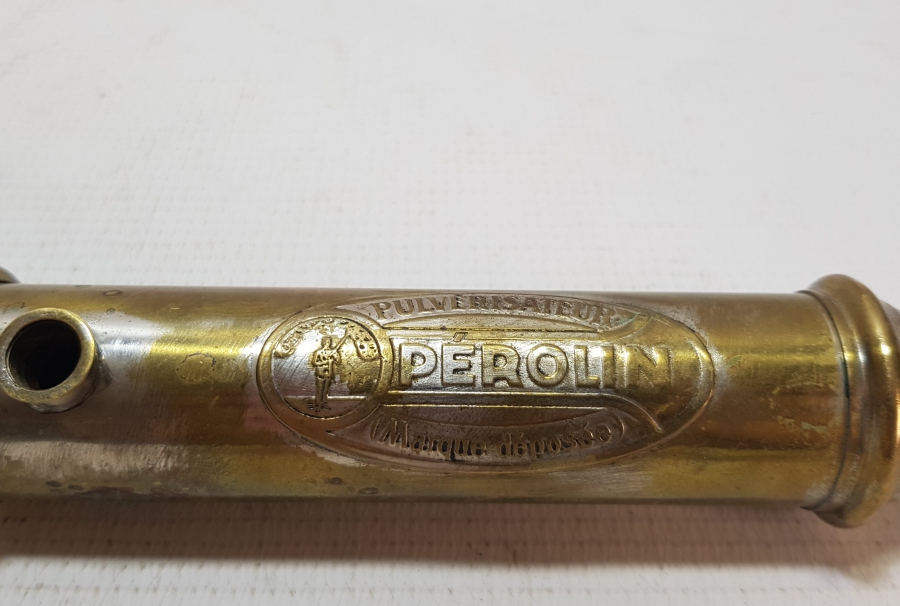 PULVÉRISATEUR
PÉROLIN
(Marque déposée)